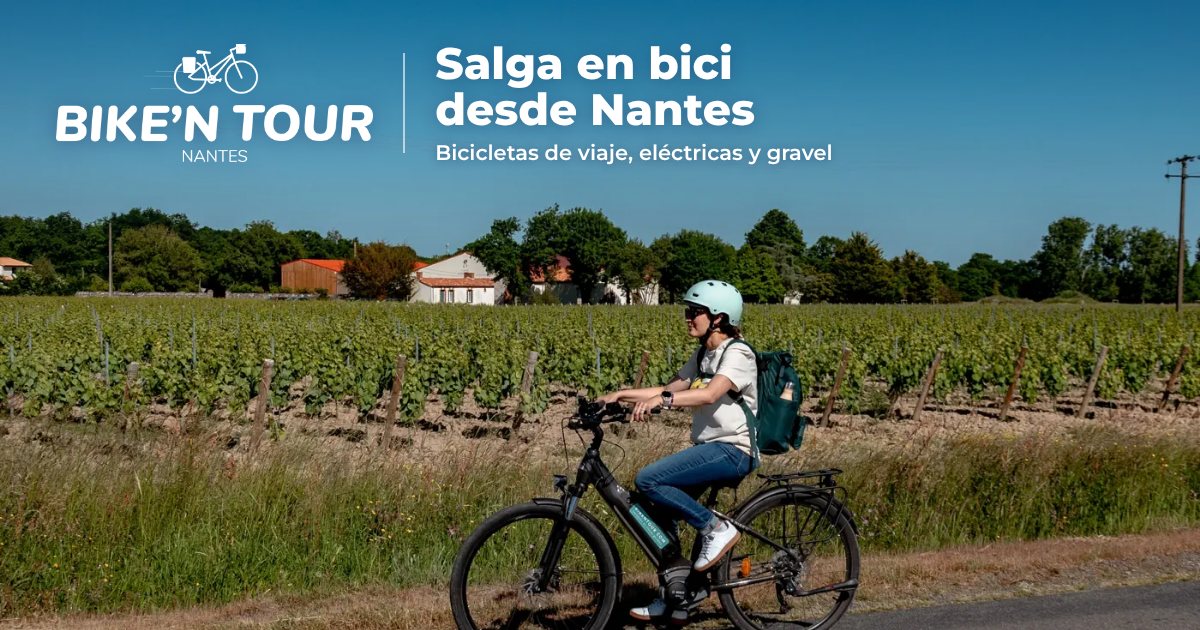 BIKE'N TOUR
NANTES
Salga en bici
desde Nantes
Bicicletas de viaje, eléctricas y gravel